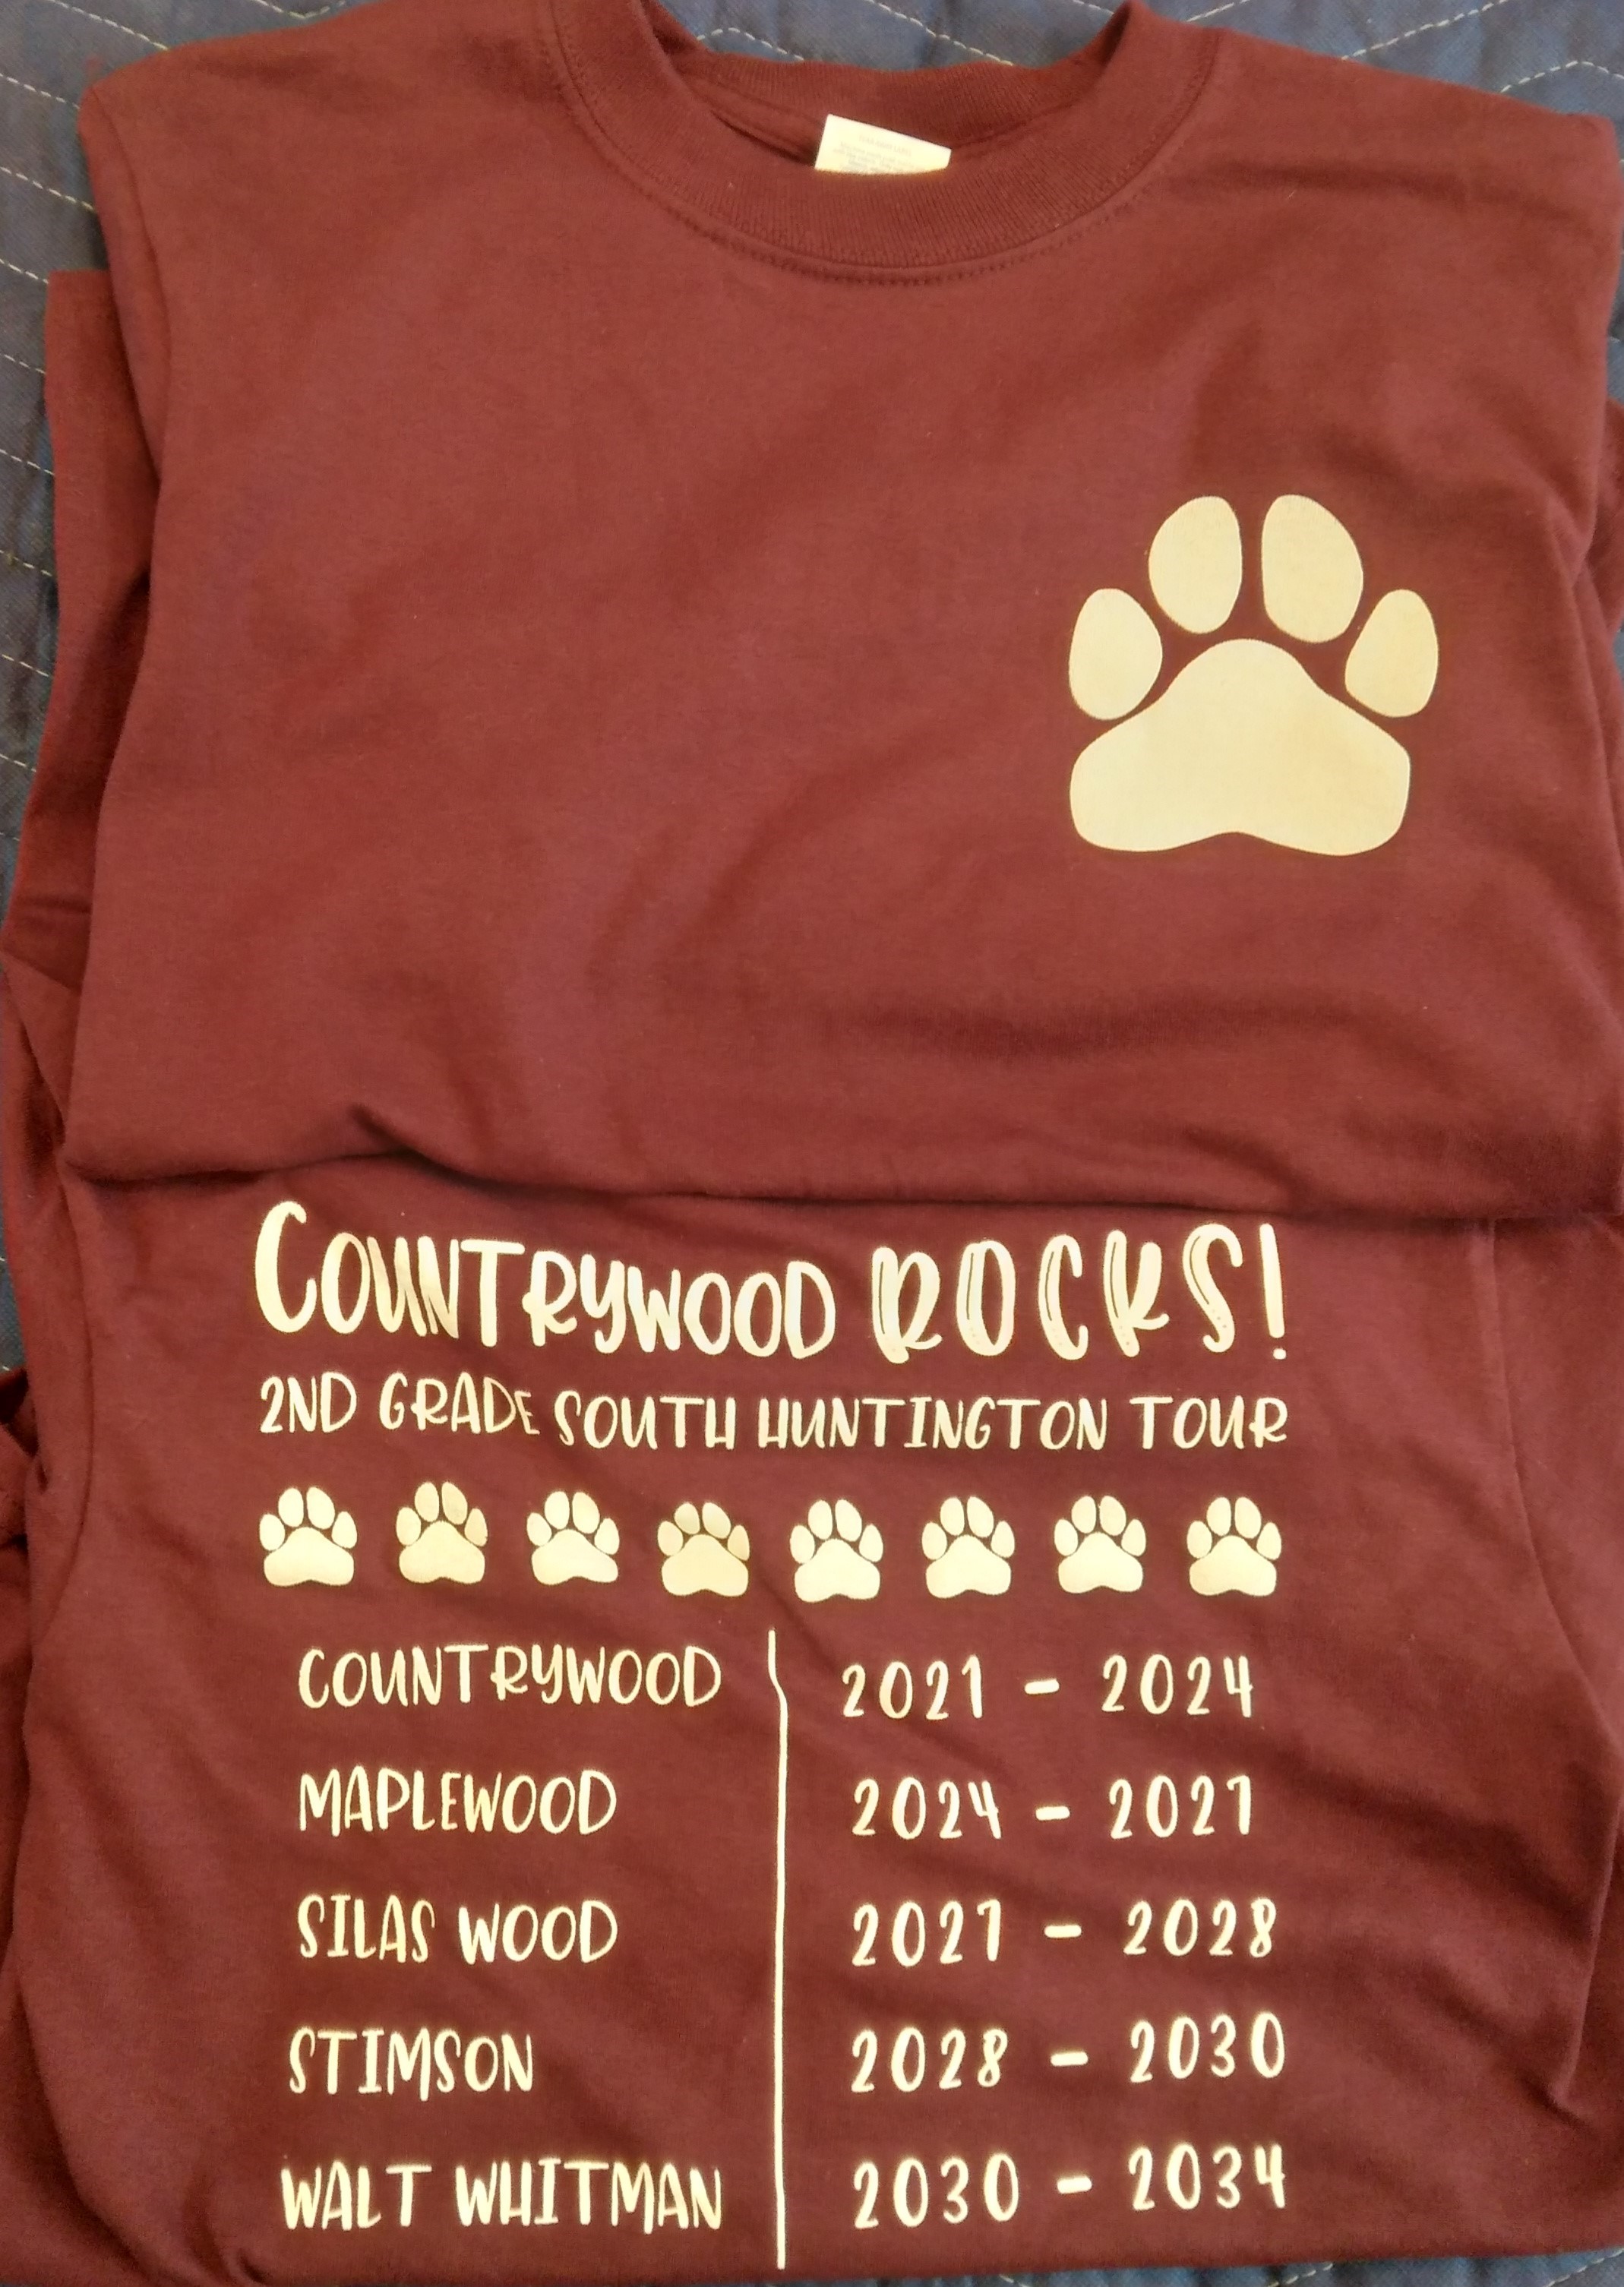 COUNTRYWOOD ROCKS!
2ND GRADE SOUTH HUNTINGTON TOUR
COUNTRYWOOD 2021 - 2024
MAPLEWOOD 2024 - 2027
SILAS WOOD 2027 - 2028
STIMSON 2028 - 2030
WALT WHITMAN 2030 - 2034